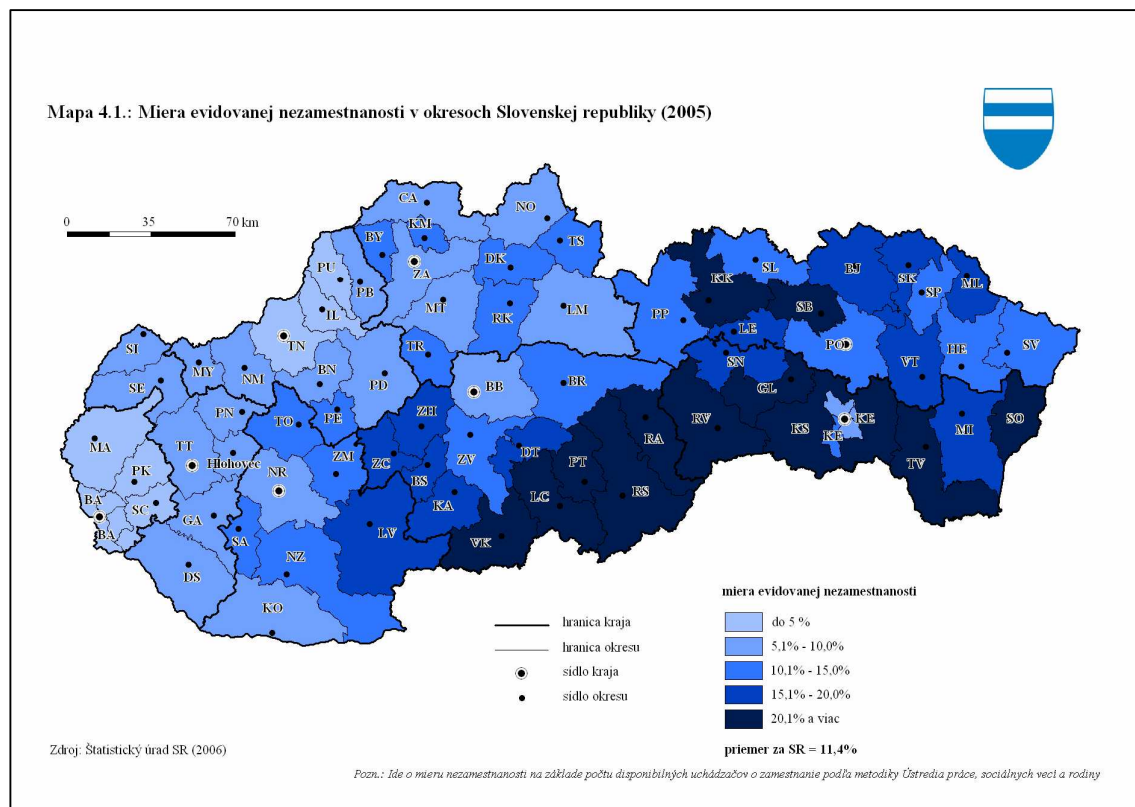 Mapa 4.1.: Miera evidovanej nezamestnanosti v okresoch Slovenskej republiky (2005)
0 35 70 km
CA
NO
KM
BY
TS
ZA
DK
PU
PB
MT
IL
RK
LM
TN
KK
SL
BJ
SK
SP
ML
SB
PP
LE
PO
HE
SV
VT
SI
MY
NM
BN
PD
TR
SE
BB
BR
SN
GL
PN
TO
PE
ZH
MA
TT
Hlohovec
NR
ZM
ZC
ZV
DT
PT
RA
RV
KS
KE
KE
MI
SO
TV
PK
BA
SC
BA
GA
SA
BS
KA
LC
RS
LV
VK
DS
NZ
KO
hranica kraja
hranica okresu
sídlo kraja
sídlo okresu
miera evidovanej nezamestnanosti
do 5 %
5,1% - 10,0%
10,1% - 15,0%
15,1% - 20,0%
20,1% a viac
priemer za SR = 11,4%
Zdroj: Štatistický úrad SR (2006)
Pozn.: Ide o mieru nezamestnanosti na základe počtu disponibilných uchádzačov o zamestnanie podľa metodiky Ústredia práce, sociálnych vecí a rodiny